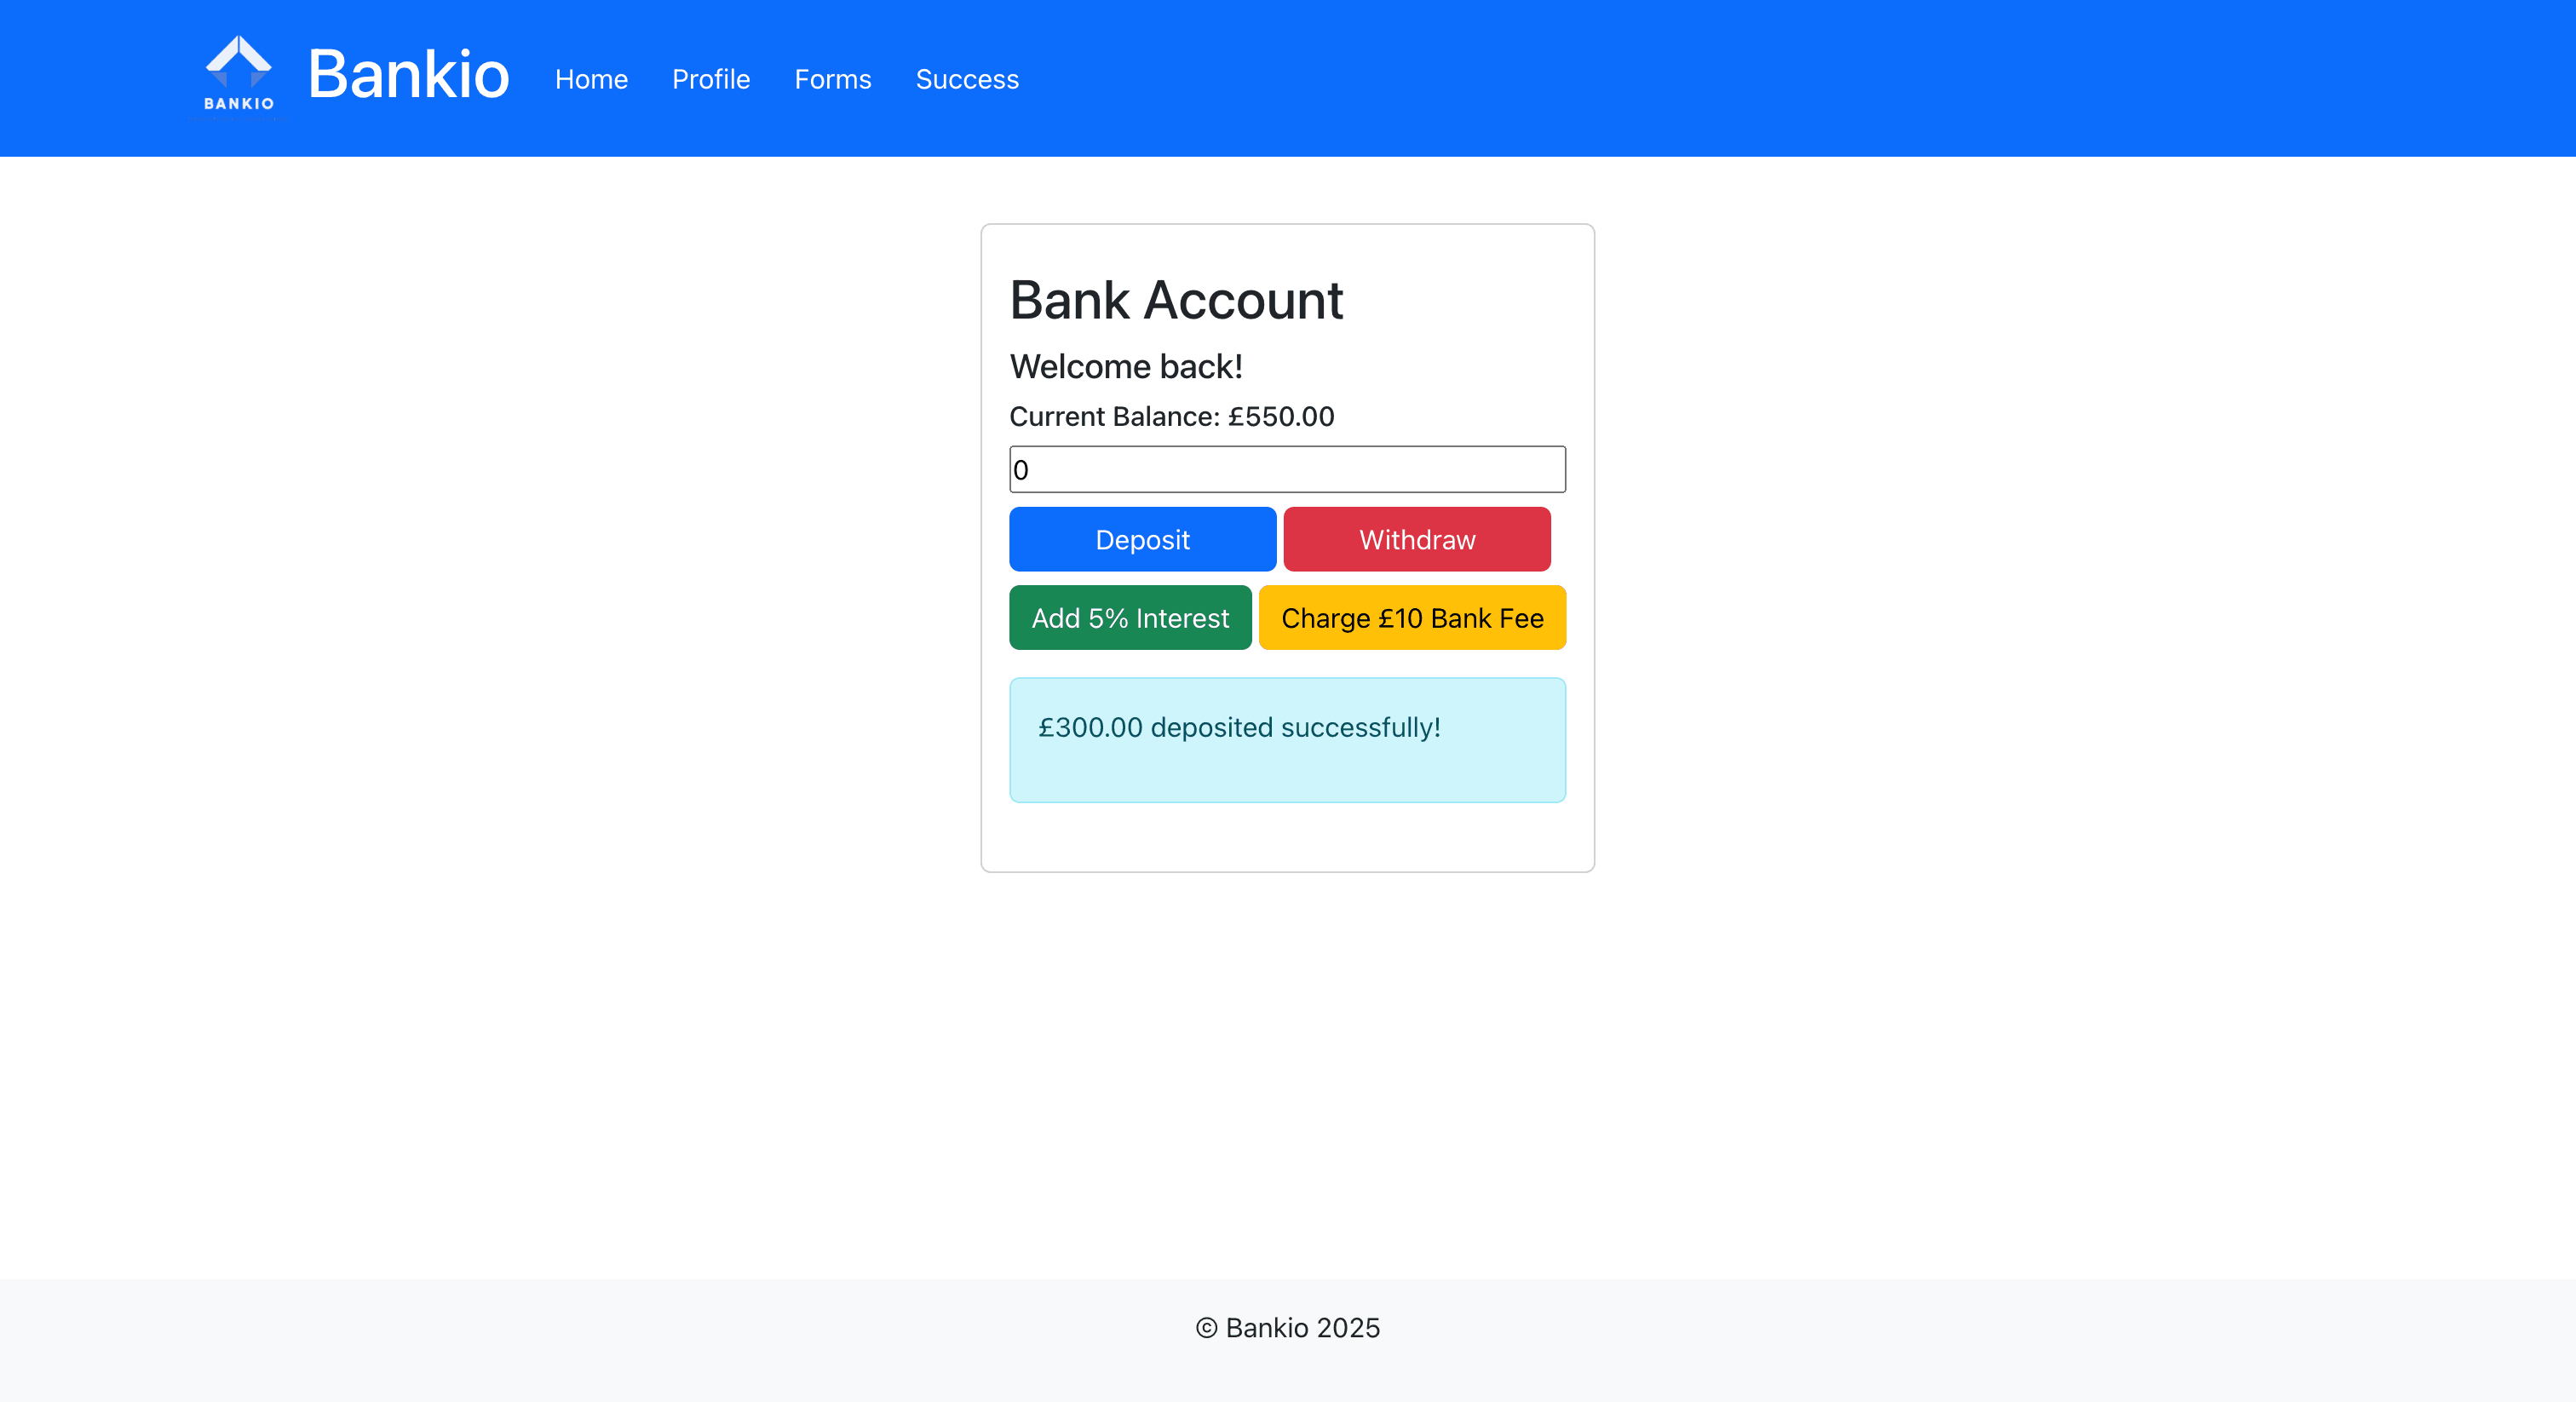 BANKIO
Bankio Home Profile Forms Success
Bank Account
Welcome back!
Current Balance: £550.00
0
Deposit Withdraw
Add 5% Interest Charge £10 Bank Fee
£300.00 deposited successfully!
© Bankio 2025